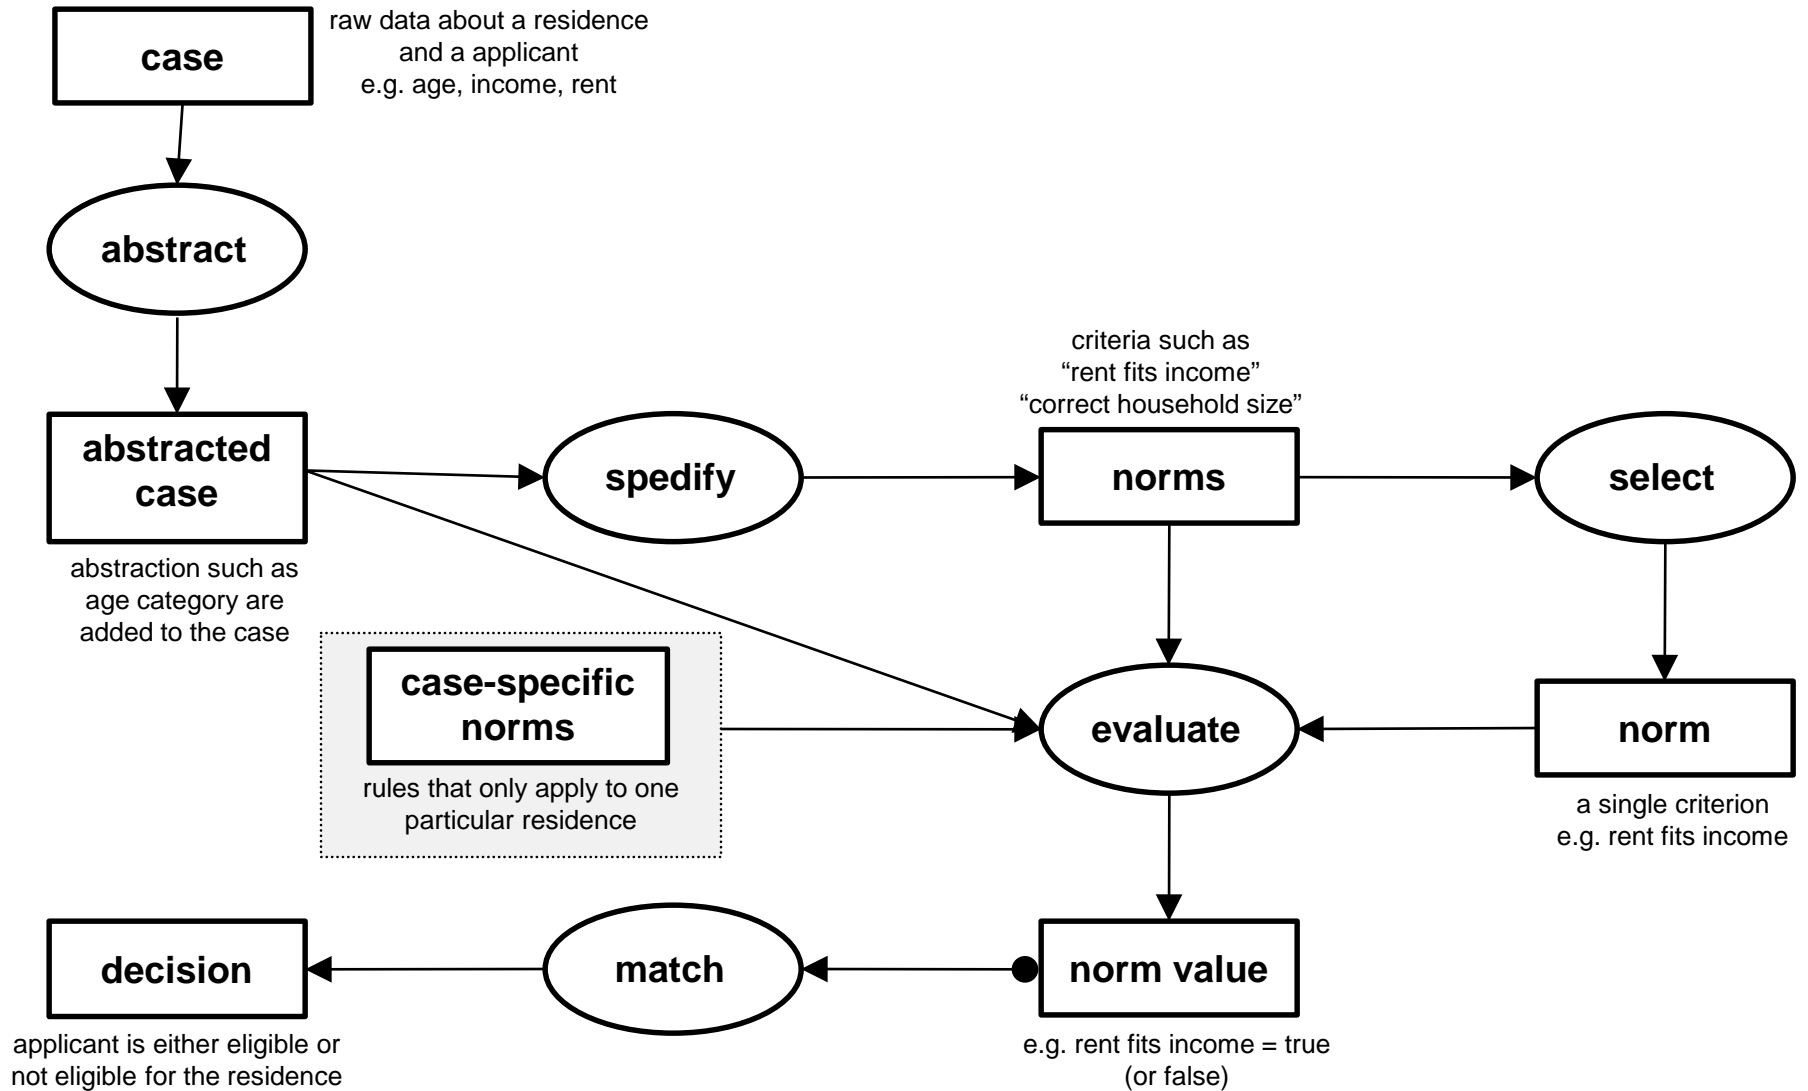 case
raw data about a residence
and a applicant
e.g. age, income, rent
abstract
abstracted
case
abstraction such as
age category are
added to the case
spedify
criteria such as
“rent fits income”
“correct household size”
norms
select
case-specific
norms
rules that only apply to one
particular residence
evaluate
norm
a single criterion
e.g. rent fits income
decision
applicant is either eligible or
not eligible for the residence
match
norm value
e.g. rent fits income = true
(or false)